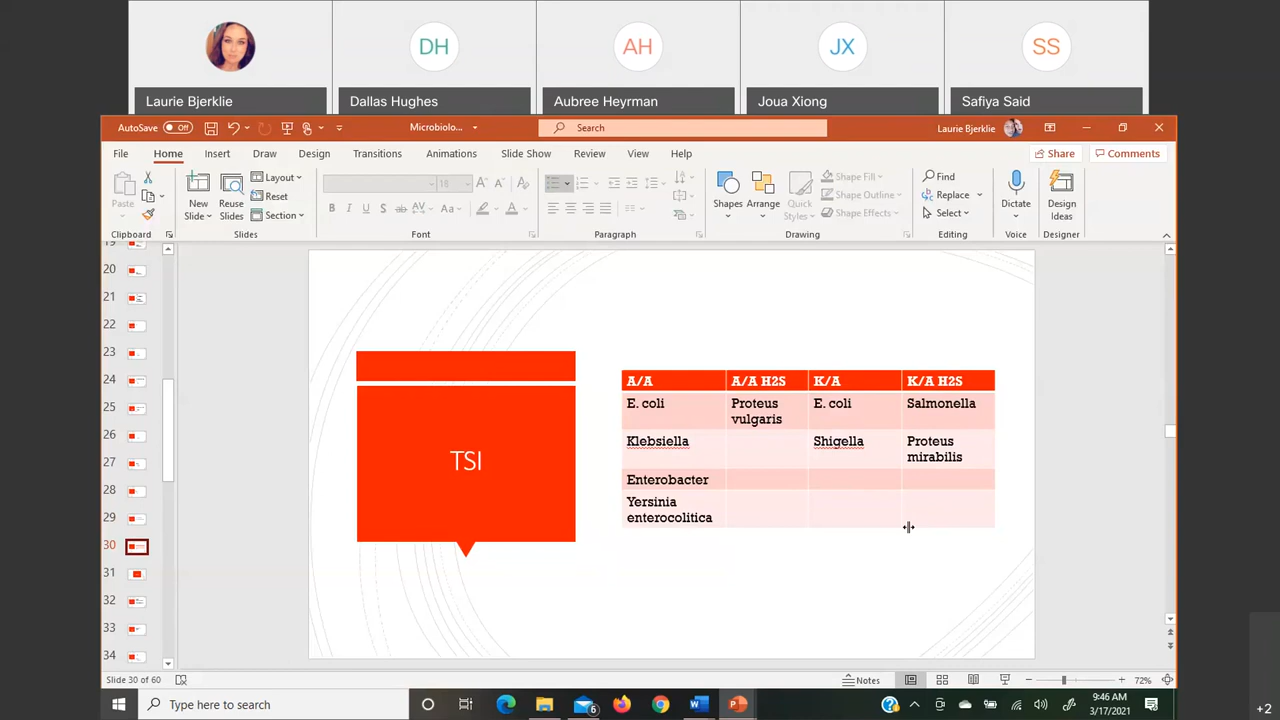 DH
AH
JX
SS
Laurie Bjerklie
Dallas Hughes
Aubree Heyrman
Joua Xiong
Safiya Said
AutoSave Off
Microbiolo...
Search
Laurie Bjerklie
File Home Insert Draw Design Transitions Animations Slide Show Review View Help
Share
Comments
Paste
New
Slide
Reuse
Slides
Layout
Reset
Section
18
Shapes
Arrange
Quick
Styles
Shape Fill
Shape Outline
Shape Effects
Find
Replace
Select
Dictate
Design
Ideas
Clipboard
Slides
Font
Paragraph
Drawing
Editing
Voice
Designer
19
20
21
22
23
24
25
26
27
28
29
30
31
32
33
34
TSI
A/A A/A H2S K/A K/A H2S
E. coli Proteus vulgaris E. coli Salmonella
Klebsiella Shigella Proteus mirabilis
Enterobacter
Yersinia
enterocolitica
Slide 30 of 60
Notes
72%
Type here to search
6
9:46 AM
3/17/2021
+2